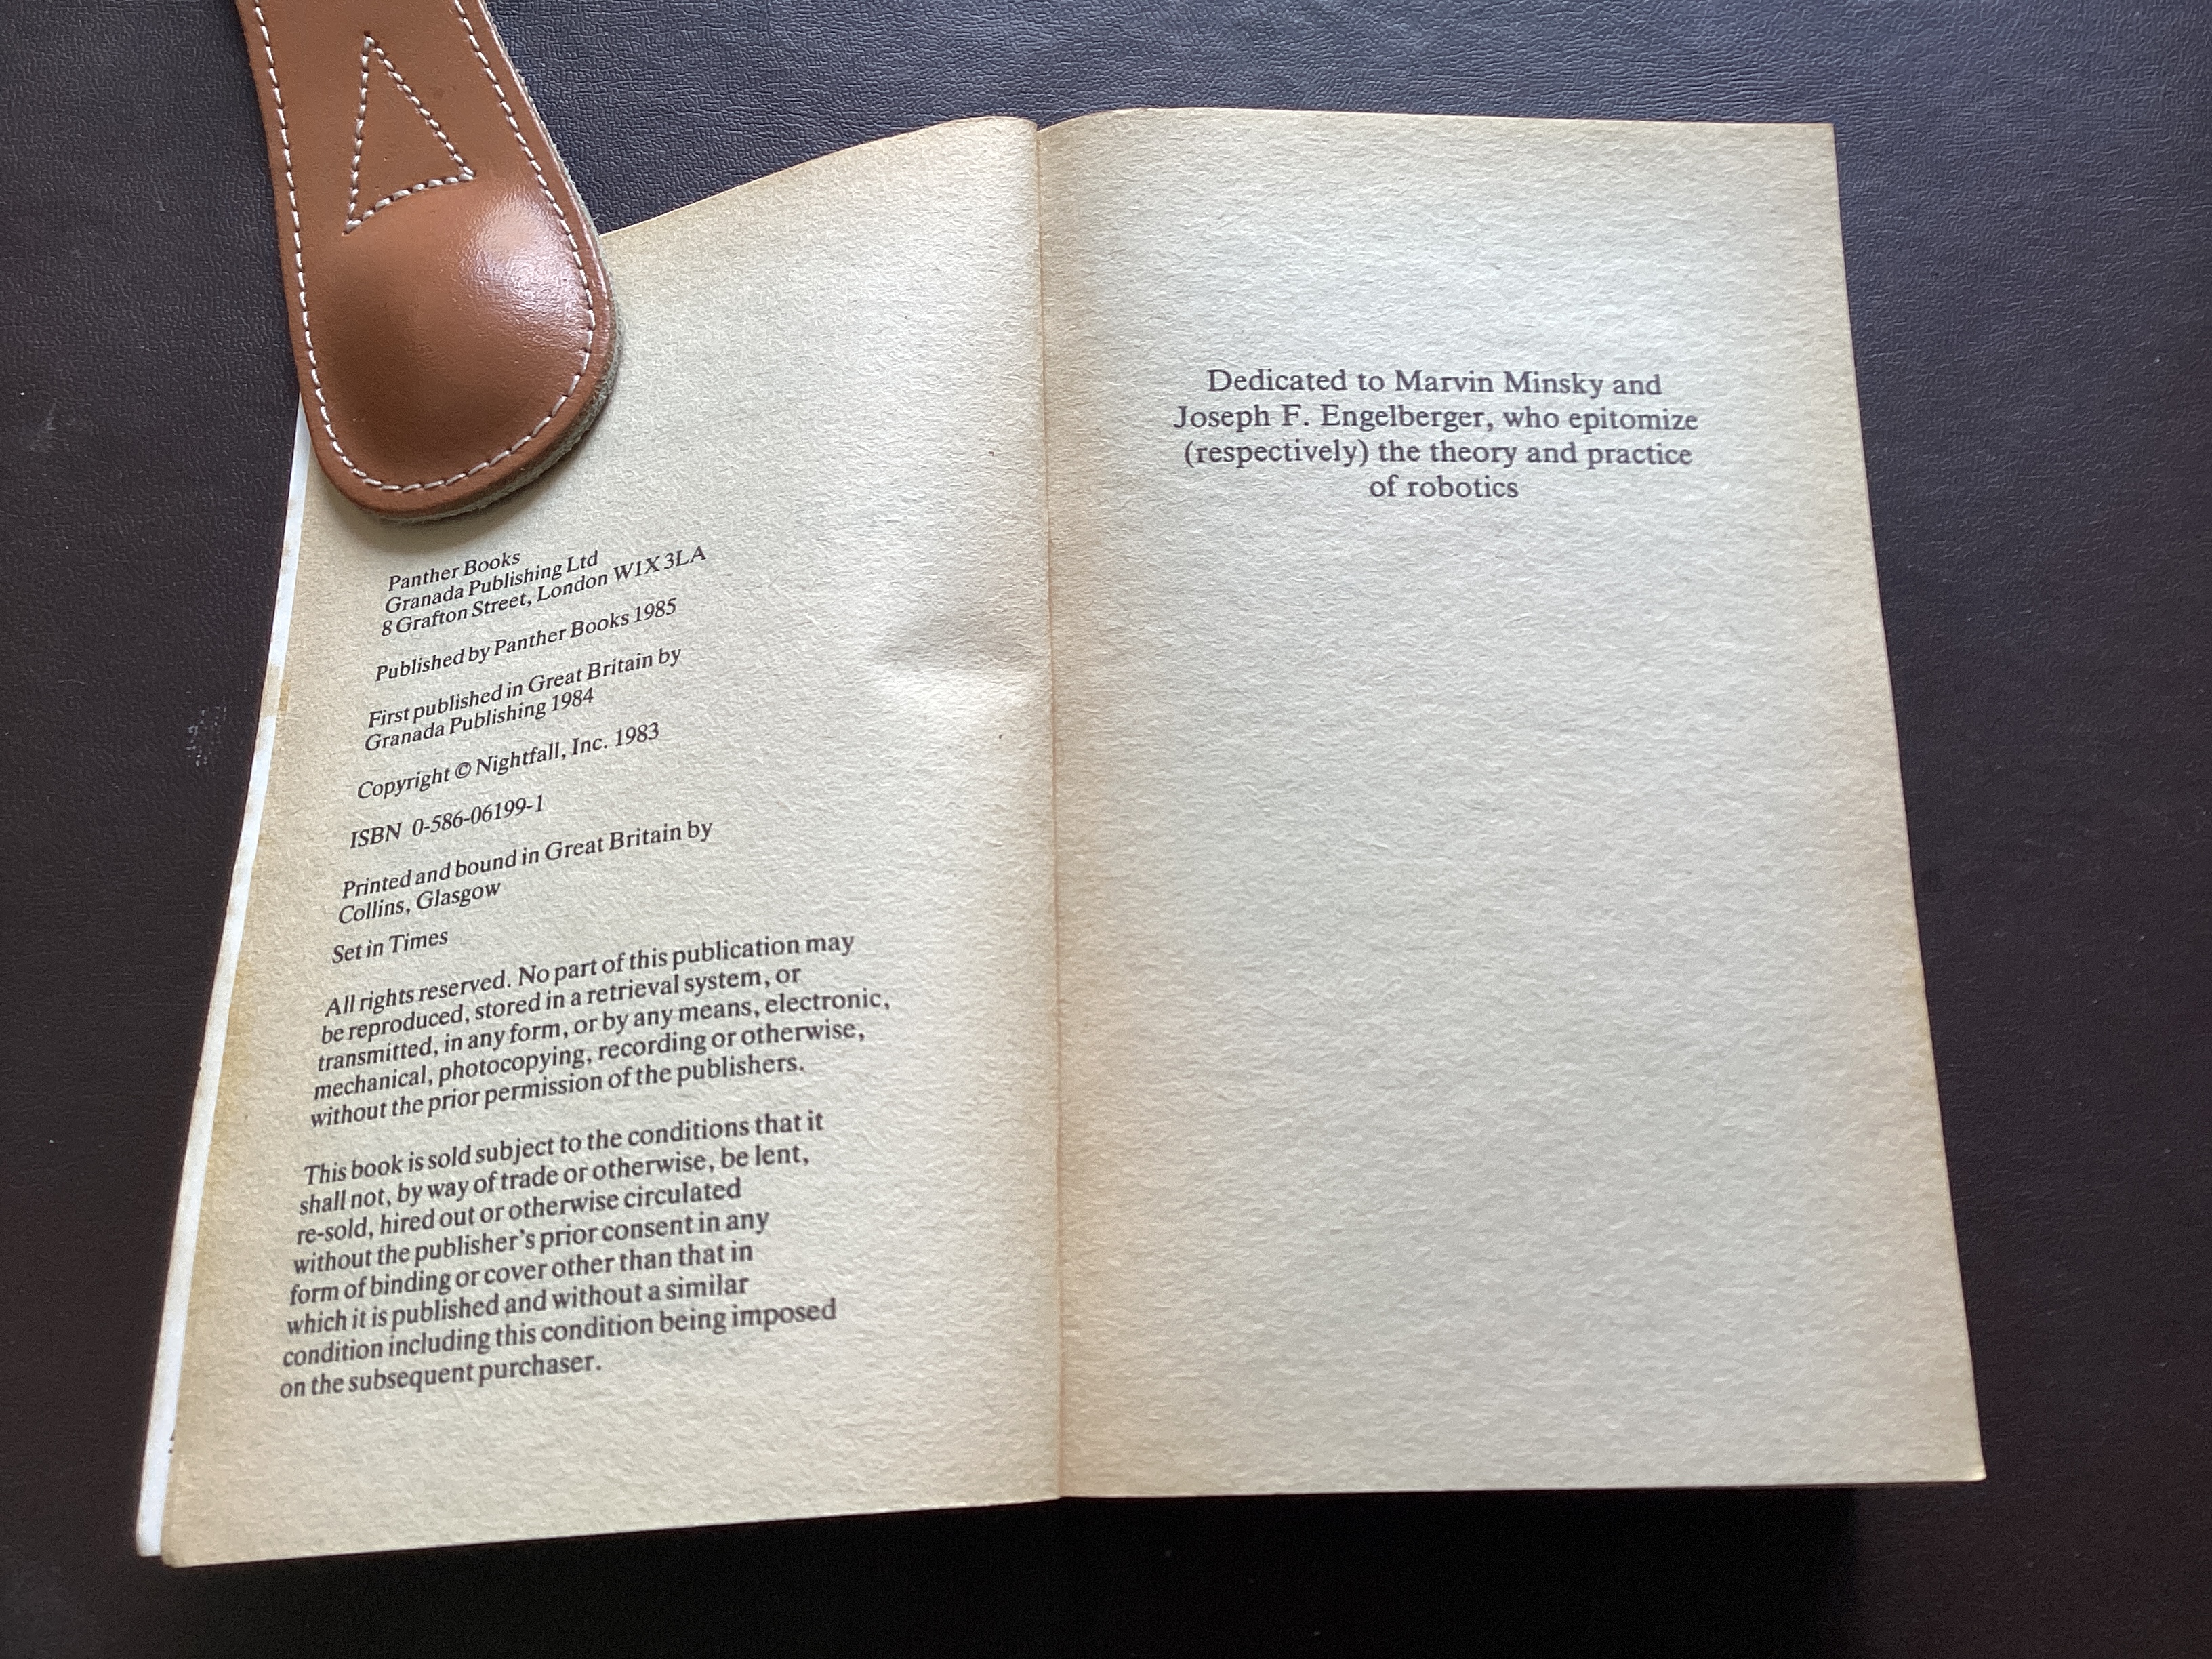 Panther Books
Granada Publishing Ltd
8 Grafton Street, London W1X 3LA
Published by Panther Books 1985
First published in Great Britain by
Granada Publishing 1984
Copyright © Nightfall, Inc. 1983
ISBN 0-586-06199-1
Printed and bound in Great Britain by
Collins, Glasgow
Set in Times
All rights reserved. No part of this publication may
be reproduced, stored in a retrieval system, or
transmitted, in any form, or by any means, electronic,
mechanical, photocopying, recording or otherwise,
without the prior permission of the publishers.
This book is sold subject to the conditions that it
shall not, by way of trade or otherwise, be lent,
re-sold, hired out or otherwise circulated
without the publisher's prior consent in any
form of binding or cover other than that in
which it is published and without a similar
condition including this condition being imposed
on the subsequent purchaser.
Dedicated to Marvin Minsky and
Joseph F. Engelberger, who epitomize
(respectively) the theory and practice
of robotics